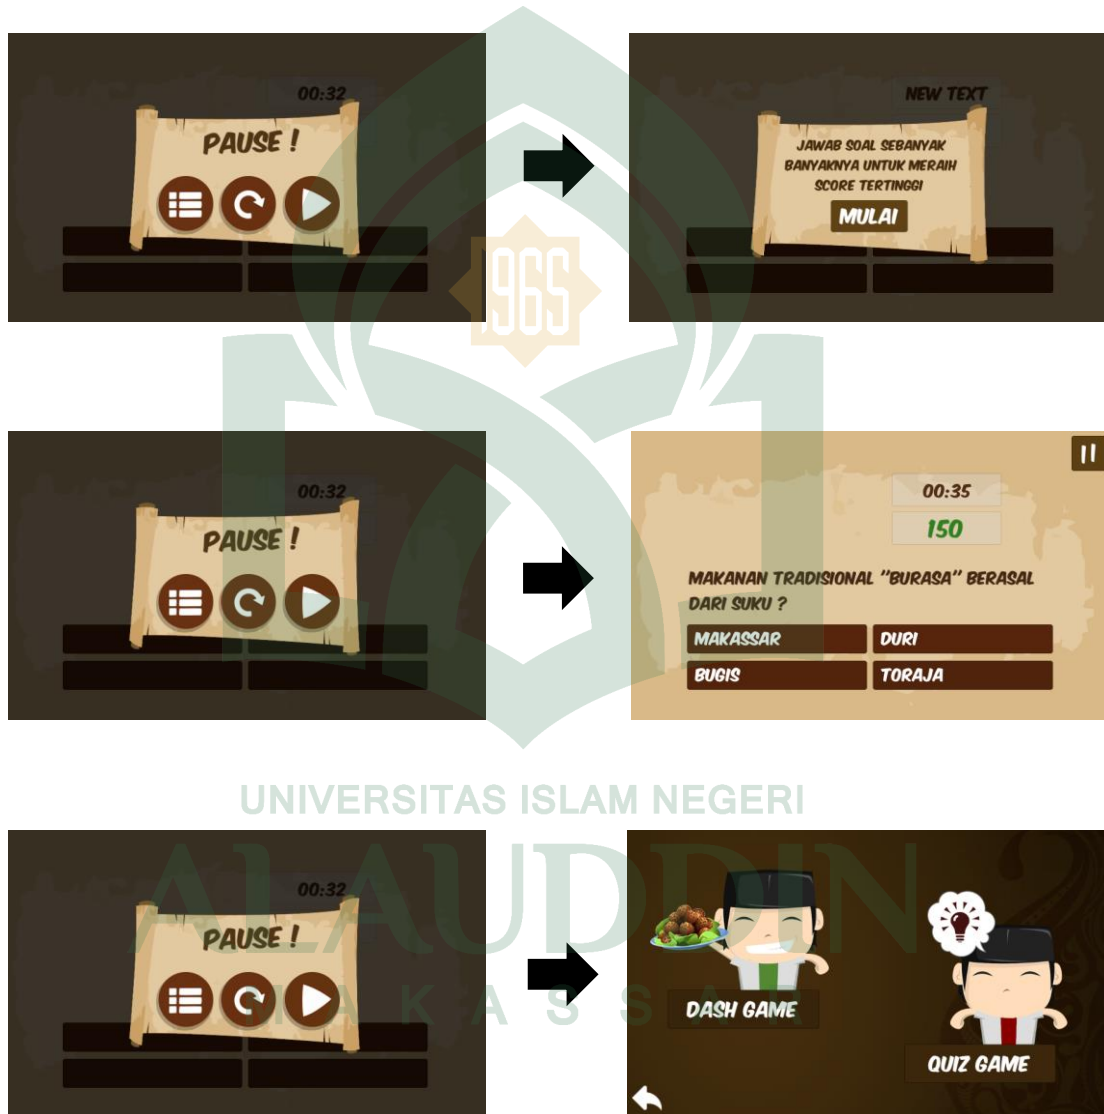 00:32
PAUSE !
NEW TEXT
JAWAB SOAL SEBANYAK
BANYAKNYA UNTUK MERAIH
SCORE TERTINGGI
MULAI
1965
00:32
PAUSE !
00:35
150
MAKANAN TRADISIONAL "BURASA" BERASAL
DARI SUKU ?
MAKASSAR
DURI
BUGIS
TORAJA
UNIVERSITAS ISLAM NEGERI
ALAUDDIN
MAKASSAR
00:32
PAUSE !
DASH GAME
QUIZ GAME